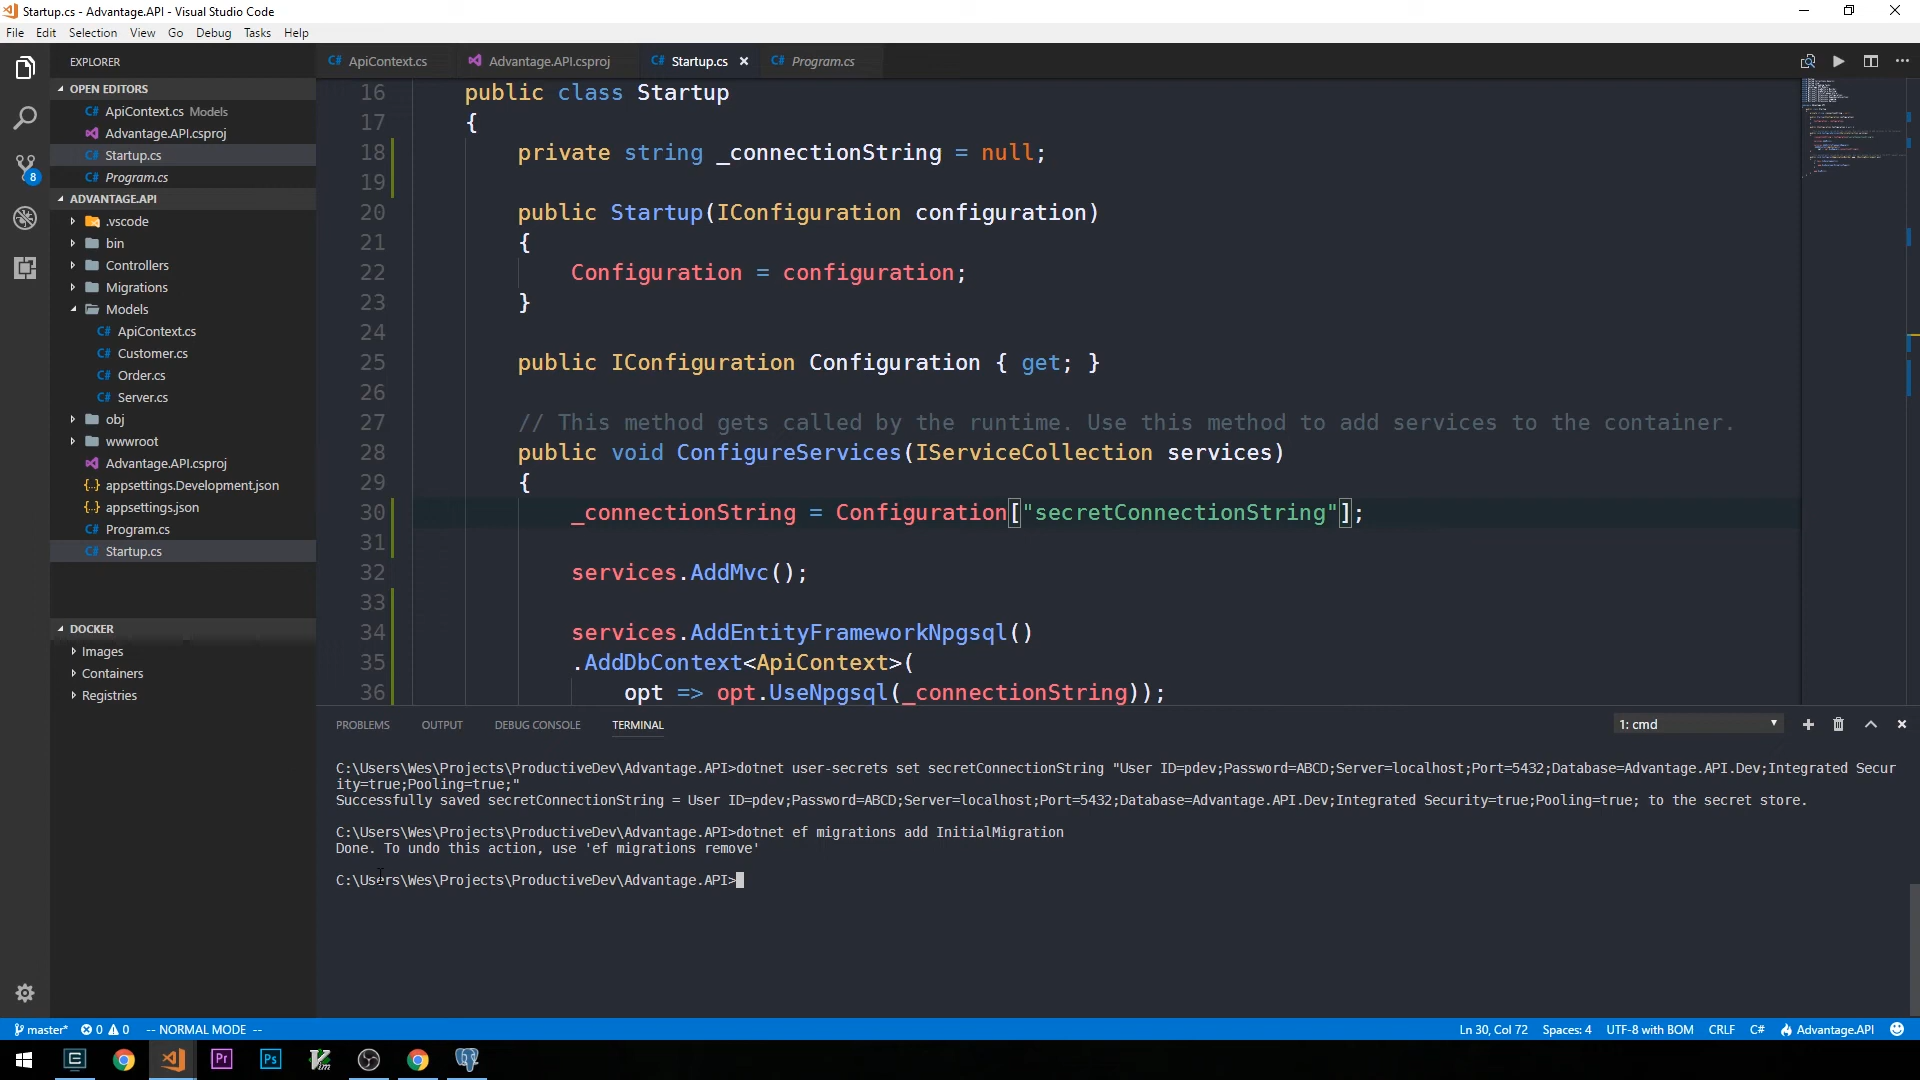 Startup.cs - Advantage.API - Visual Studio Code
File Edit Selection View Go Debug Tasks Help
EXPLORER
OPEN EDITORS
C# ApiContext.cs Models
Advantage.API.csproj
C# Startup.cs
C# Program.cs
8
ADVANTAGE.API
.vscode
bin
Controllers
Migrations
Models
C# ApiContext.cs
C# Customer.cs
C# Order.cs
C# Server.cs
obj
wwwroot
Advantage.API.csproj
{..} appsettings.Development.json
{..} appsettings.json
C# Program.cs
C# Startup.cs
DOCKER
Images
Containers
Registries
C# ApiContext.cs Advantage.API.csproj C# Startup.cs C# Program.cs
16 public class Startup
17 {
18 private string _connectionString = null;
19
20 public Startup(IConfiguration configuration)
21 {
22 Configuration = configuration;
23 }
24
25 public IConfiguration Configuration { get; }
26
27 // This method gets called by the runtime. Use this method to add services to the container.
28 public void ConfigureServices(IServiceCollection services)
29 {
30 _connectionString = Configuration["secretConnectionString"];
31
32 services.AddMvc();
33
34 services.AddEntityFrameworkNpgsql()
35 .AddDbContext<ApiContext>(
36 opt => opt.UseNpgsql(_connectionString));
PROBLEMS OUTPUT DEBUG CONSOLE TERMINAL 1: cmd
C:\Users\Wes\Projects\ProductiveDev\Advantage.API>dotnet user-secrets set secretConnectionString "User ID=pdev;Password=ABCD;Server=localhost;Port=5432;Database=Advantage.API.Dev;Integrated Secur
ity=true;Pooling=true;"
Successfully saved secretConnectionString = User ID=pdev;Password=ABCD;Server=localhost;Port=5432;Database=Advantage.API.Dev;Integrated Security=true;Pooling=true; to the secret store.
C:\Users\Wes\Projects\ProductiveDev\Advantage.API>dotnet ef migrations add InitialMigration
Done. To undo this action, use 'ef migrations remove'
C:\Users\Wes\Projects\ProductiveDev\Advantage.API>
master* 0 0 -- NORMAL MODE -- Ln 30, Col 72 Spaces: 4 UTF-8 with BOM CRLF C# Advantage.API
Pr Ps Vim